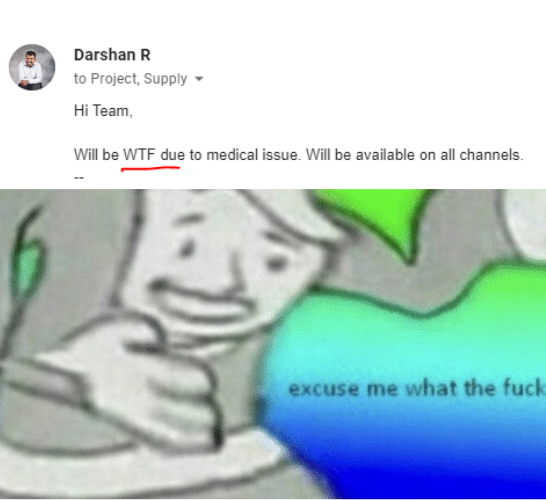 Darshan R
to Project, Supply
Hi Team,
Will be WTF due to medical issue. Will be available on all channels.
--
excuse me what the fuck